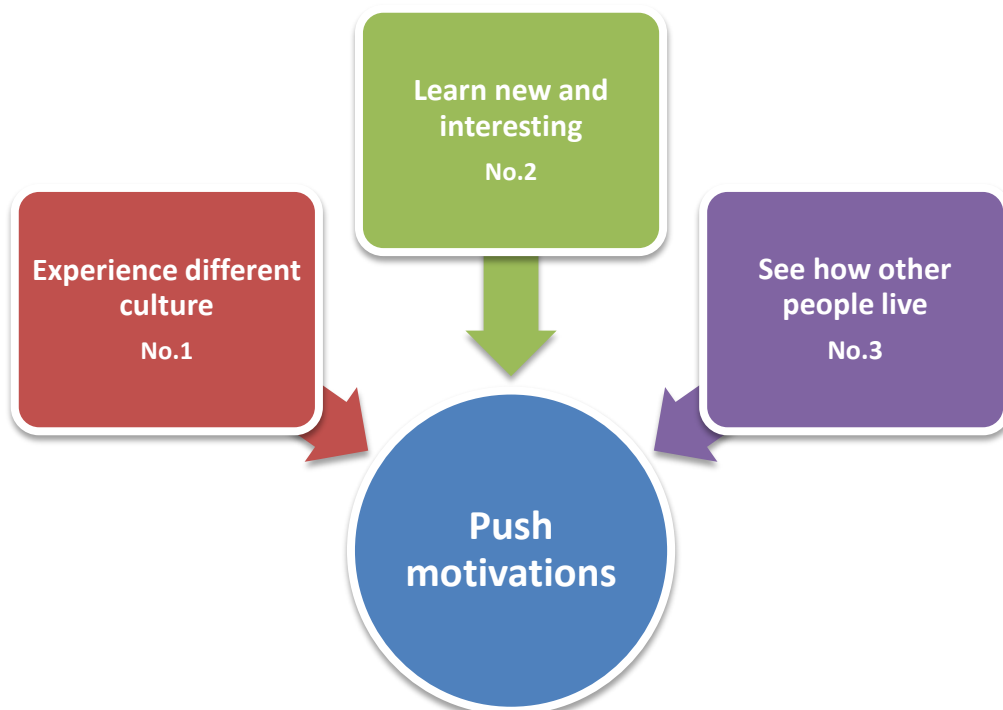 Learn new and
interesting
No.2
Experience different
culture
No.1
See how other
people live
No.3
Push
motivations